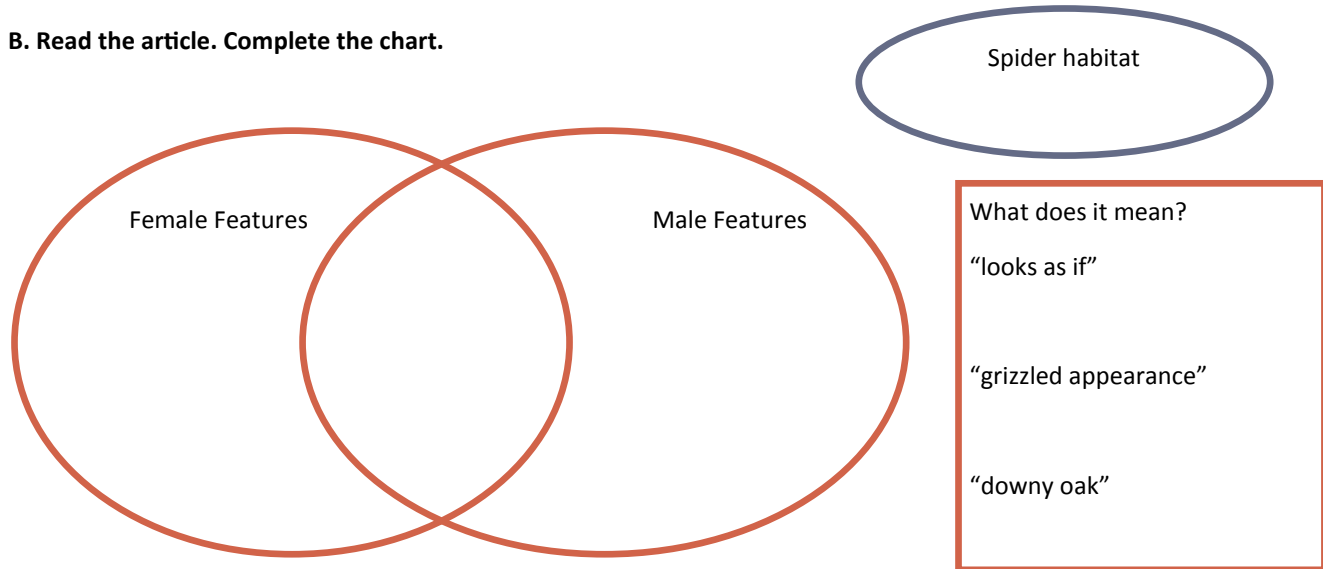 B. Read the article. Complete the chart.
Spider habitat
Female Features
Male Features
What does it mean?
“looks as if”
“grizzled appearance”
“downy oak”